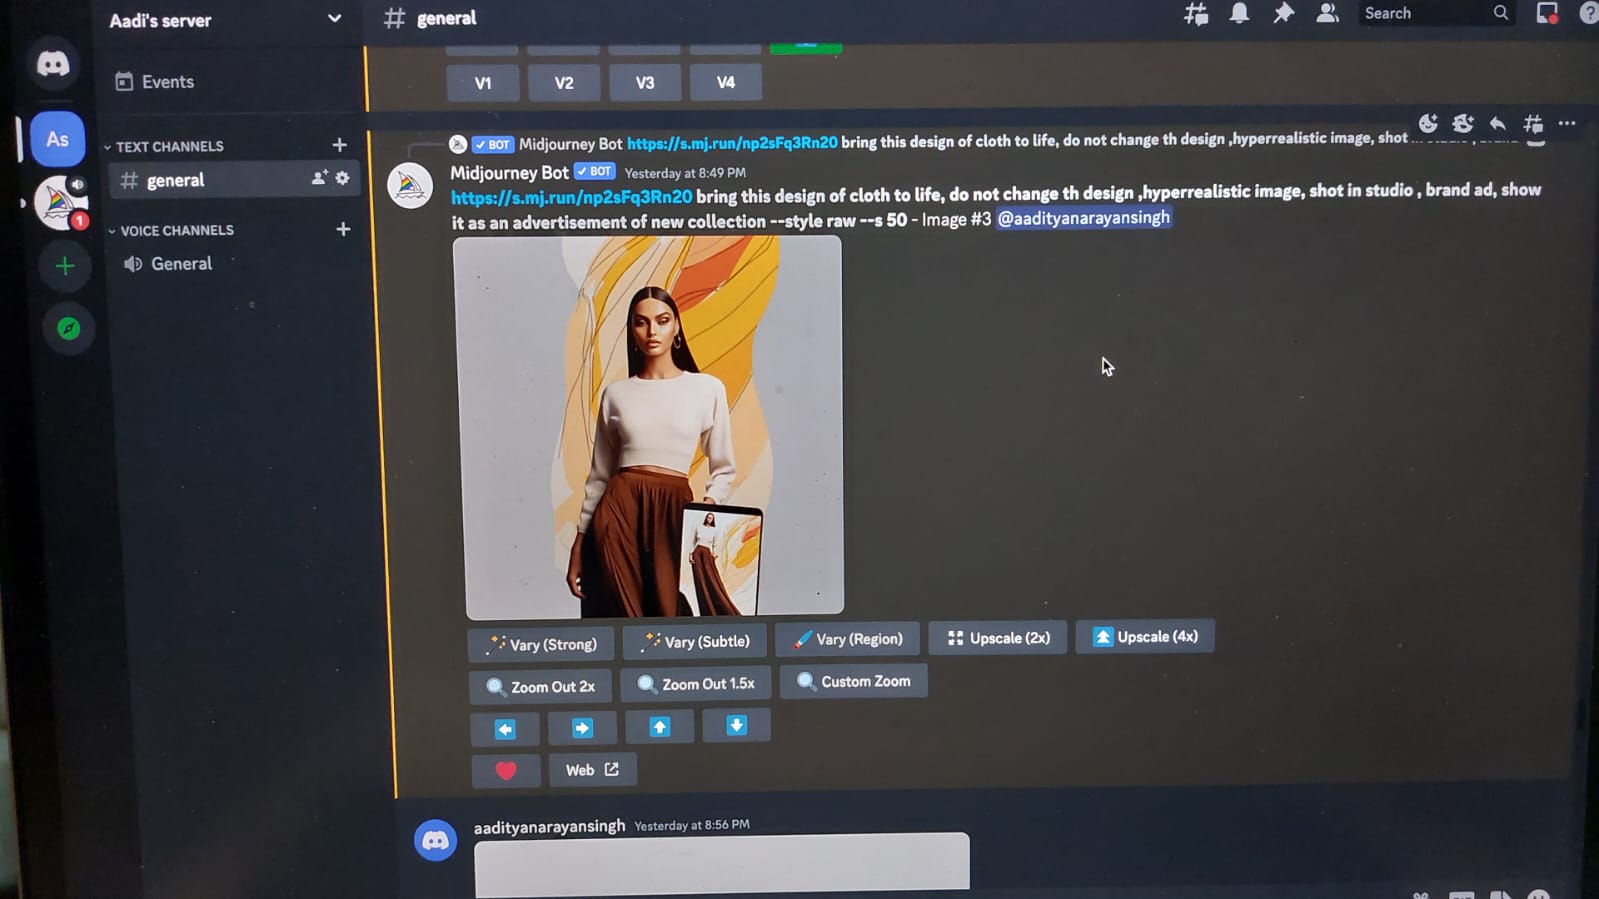 Aadi's server
# general
Search
Events
V1 V2 V3 V4
As
TEXT CHANNELS
BOT Midjourney Bot https://s.mj.run/np2sFq3Rn20 bring this design of cloth to life, do not change th design ,hyperrealistic image, shot
# general
Midjourney Bot BOT Yesterday at 8:49 PM
https://s.mj.run/np2sFq3Rn20 bring this design of cloth to life, do not change th design ,hyperrealistic image, shot in studio , brand ad, show
it as an advertisement of new collection --style raw --s 50 - Image #3 @aadityanarayansingh
1
VOICE CHANNELS
General
Vary (Strong) Vary (Subtle) Vary (Region) Upscale (2x) Upscale (4x)
Zoom Out 2x Zoom Out 1.5x Custom Zoom
Web
aadityanarayansingh Yesterday at 8:56 PM